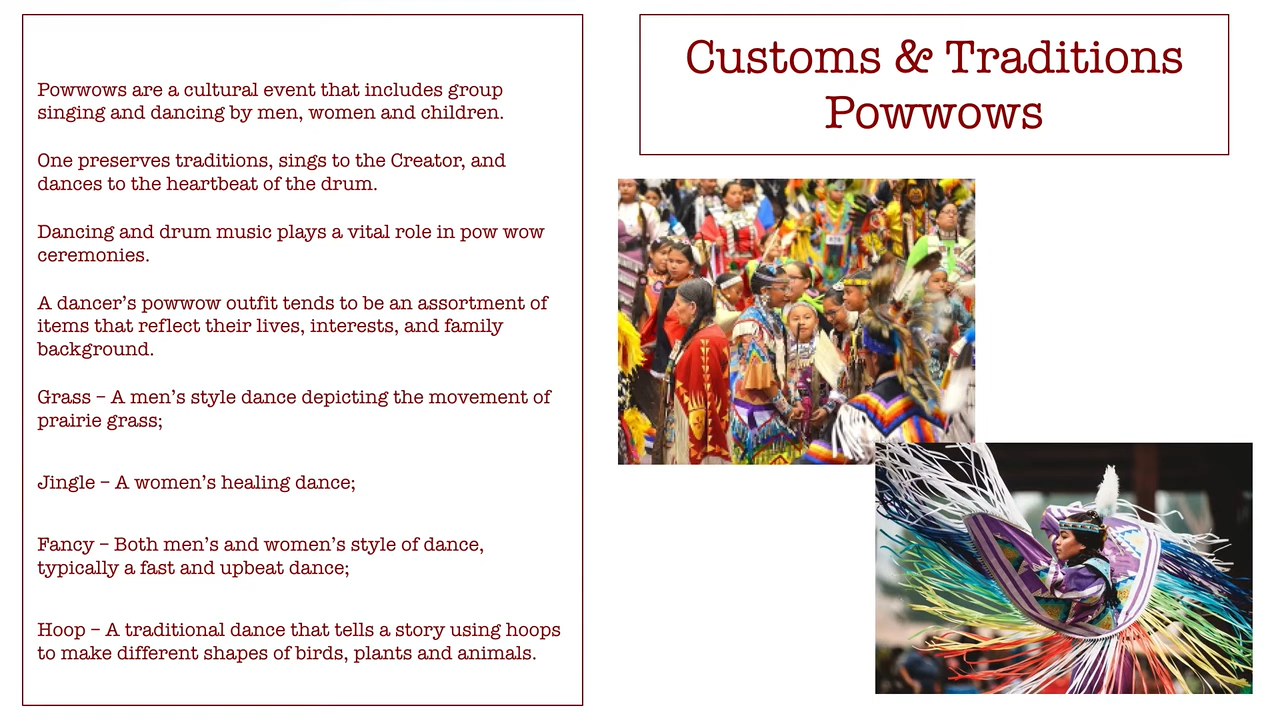 Customs & Traditions
Powwows
Powwows are a cultural event that includes group
singing and dancing by men, women and children.
One preserves traditions, sings to the Creator, and
dances to the heartbeat of the drum.
Dancing and drum music plays a vital role in pow wow
ceremonies.
A dancer’s powwow outfit tends to be an assortment of
items that reflect their lives, interests, and family
background.
Grass – A men’s style dance depicting the movement of
prairie grass;
Jingle – A women’s healing dance;
Fancy – Both men’s and women’s style of dance,
typically a fast and upbeat dance;
Hoop – A traditional dance that tells a story using hoops
to make different shapes of birds, plants and animals.